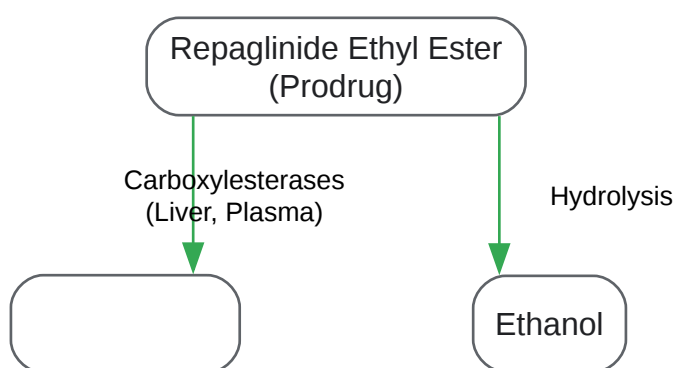 Repaglinide Ethyl Ester
(Prodrug)
Carboxylesterases
(Liver, Plasma)
Hydrolysis
Ethanol